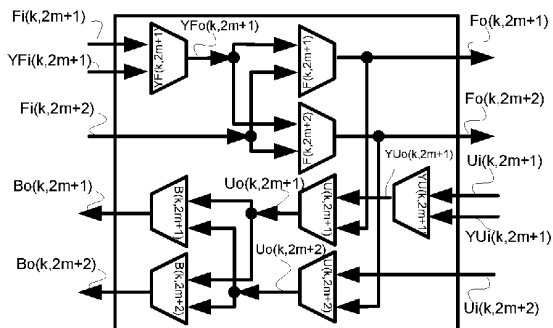 Fi(k,2m+1)
YFo(k,2m+1)
Fo(k,2m+1)
YFi(k,2m+1)
YF(k,2m+1)
F(k,2m+1)
Fi(k,2m+2)
Fo(k,2m+2)
F(k,2m+2)
YUo(k,2m+1)
Ui(k,2m+1)
Bo(k,2m+1)
Uo(k,2m+1)
B(k,2m+1)
U(k,2m+1)
YU(k,2m+1)
YUi(k,2m+1)
Uo(k,2m+2)
Bo(k,2m+2)
B(k,2m+2)
U(k,2m+2)
Ui(k,2m+2)